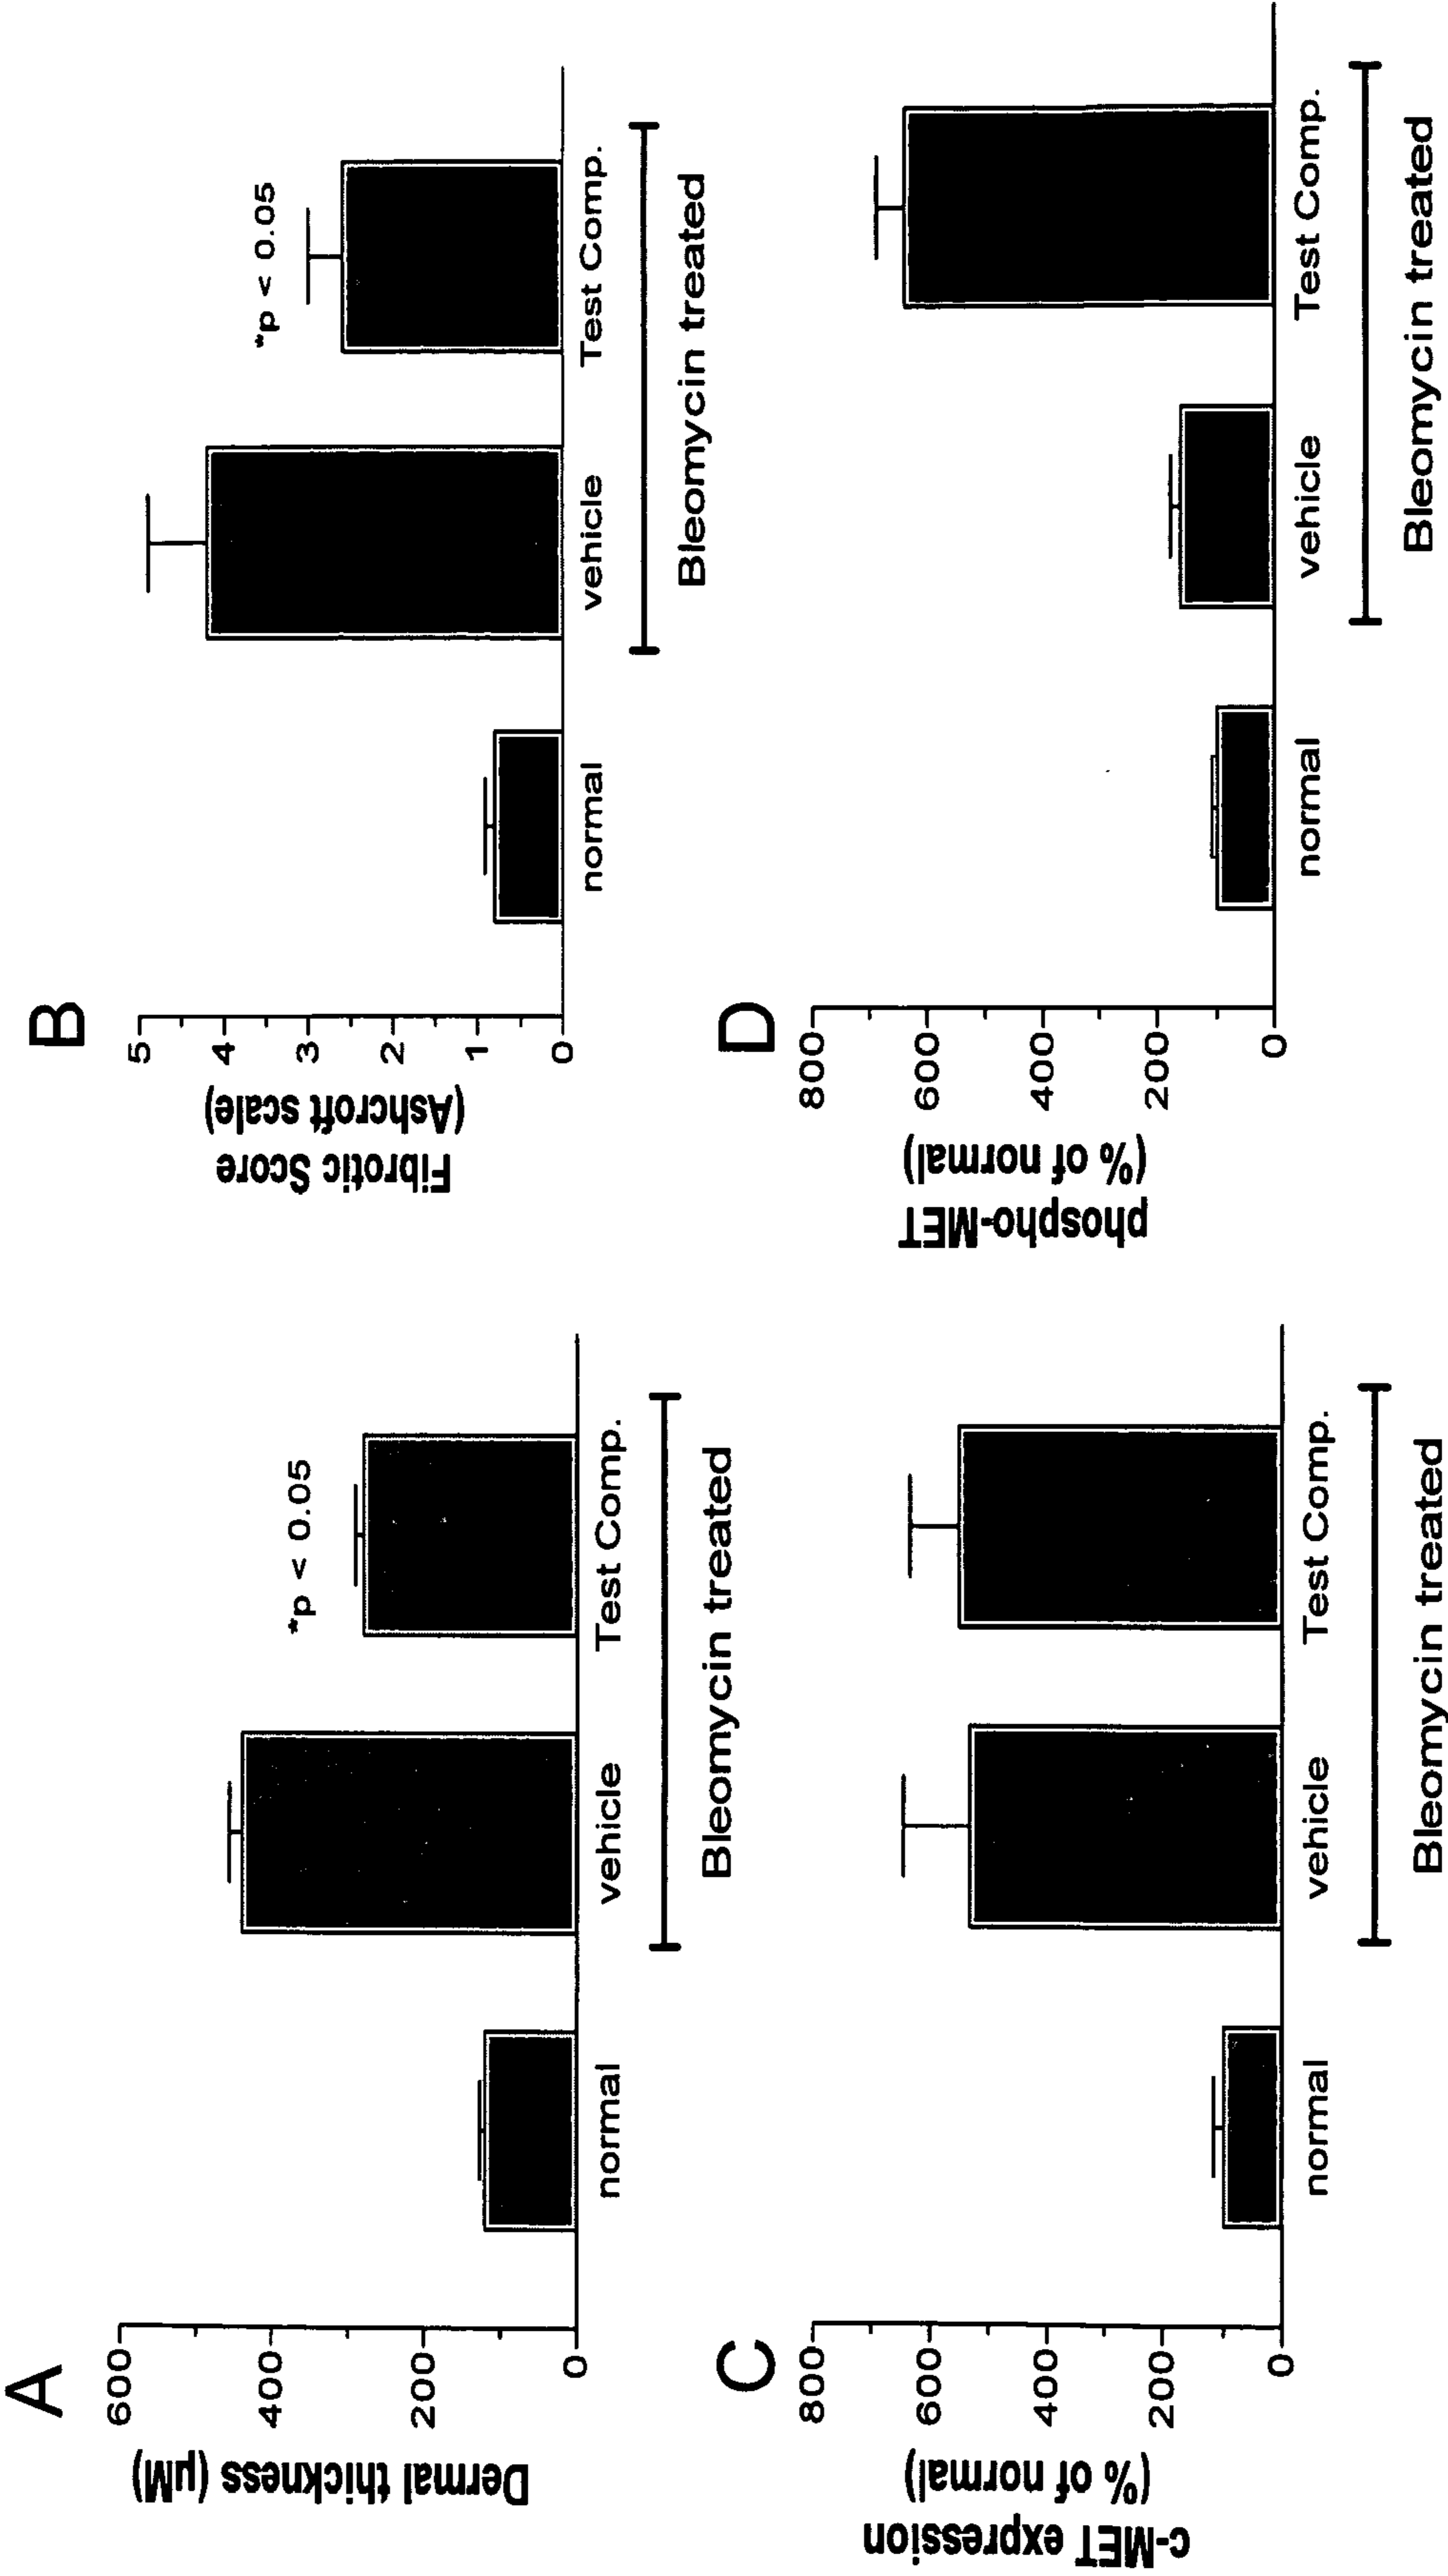 A
Dermal thickness (µM)
600
400
200
0
*p < 0.05
normal
vehicle
Test Comp.
Bleomycin treated
B
Fibrotic Score
(Ashcroft scale)
5
4
3
2
1
0
*p < 0.05
normal
vehicle
Test Comp.
Bleomycin treated
C
c-MET expression
(% of normal)
800
600
400
200
0
normal
vehicle
Test Comp.
Bleomycin treated
D
phospho-MET
(% of normal)
800
600
400
200
0
normal
vehicle
Test Comp.
Bleomycin treated